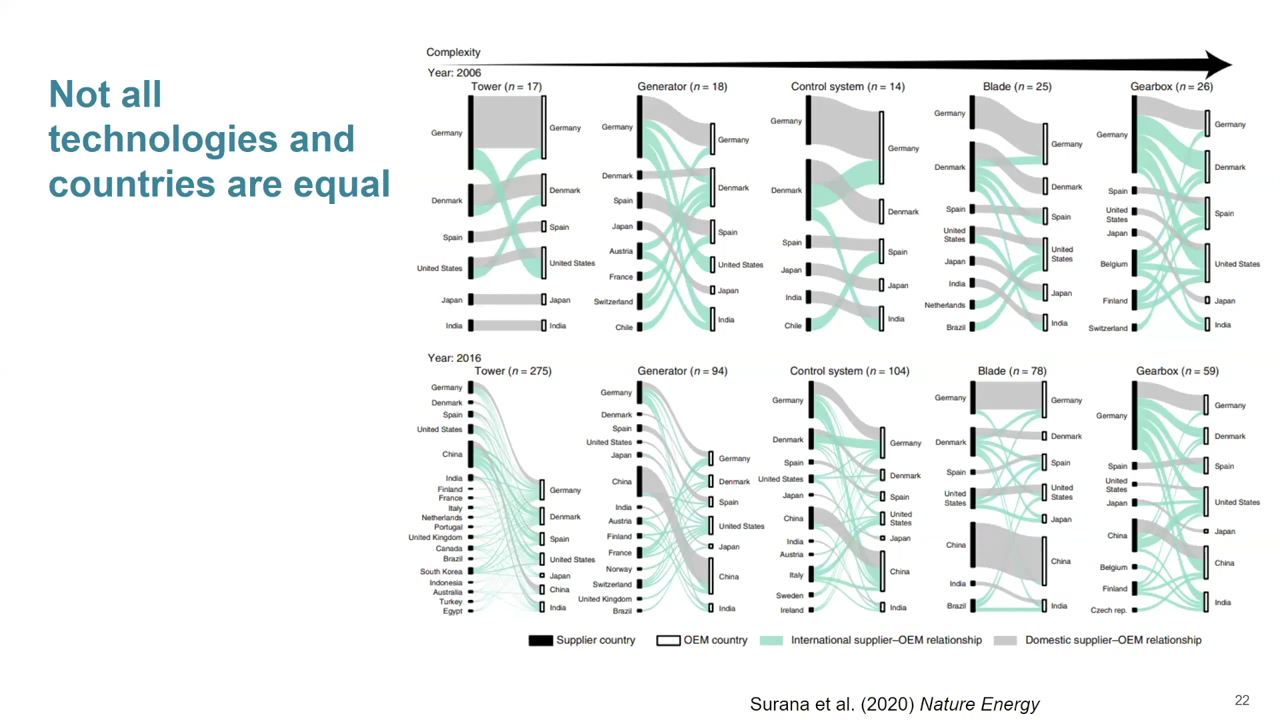 Not all
technologies and
countries are equal
Complexity
Year: 2006
Tower (n = 17)
Germany
Denmark
Spain
United States
Japan
India
Germany
Denmark
Spain
United States
Japan
India
Generator (n = 18)
Germany
Denmark
Spain
Japan
Austria
France
Switzerland
Chile
Germany
Denmark
Spain
United States
Japan
India
Control system (n = 14)
Germany
Denmark
Spain
Japan
India
Chile
Germany
Denmark
Spain
Japan
India
Blade (n = 25)
Germany
Denmark
Spain
United
States
Japan
India
Netherlands
Brazil
Germany
Denmark
Spain
United
States
Japan
India
Gearbox (n = 26)
Germany
Spain
United
States
Japan
Belgium
Finland
Switzerland
Germany
Denmark
Spain
United States
Japan
India
Year: 2016
Tower (n = 275)
Germany
Denmark
Spain
United States
China
India
Finland
France
Italy
Netherlands
Portugal
United Kingdom
Canada
Brazil
South Korea
Indonesia
Australia
Turkey
Egypt
Germany
Denmark
Spain
United States
Japan
China
India
Generator (n = 94)
Germany
Denmark
Spain
United States
Japan
China
India
Austria
Finland
France
Norway
Switzerland
United Kingdom
Brazil
Germany
Denmark
Spain
United States
Japan
China
India
Control system (n = 104)
Germany
Denmark
Spain
United States
Japan
China
India
Austria
Italy
Sweden
Ireland
Germany
Denmark
Spain
United
States
Japan
China
India
Blade (n = 78)
Germany
Denmark
Spain
United
States
China
India
Brazil
Germany
Denmark
Spain
United
States
Japan
China
India
Gearbox (n = 59)
Germany
Spain
United
States
Japan
China
Belgium
Finland
Czech rep.
Germany
Denmark
Spain
United States
Japan
China
India
Supplier country
OEM country
International supplier–OEM relationship
Domestic supplier–OEM relationship
Surana et al. (2020) Nature Energy
22